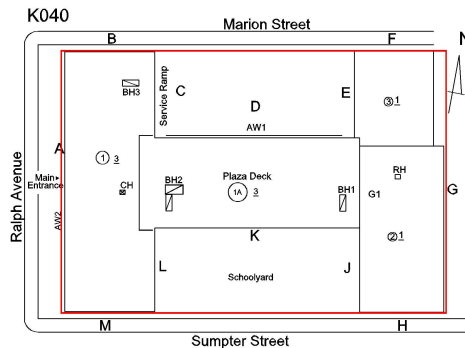 K040
Marion Street
B
F
N
BH3
Service Ramp
C
D
E
3 1
AW1
A
1 3
Main
Entrance
CH
BH2
Plaza Deck
1A 3
BH1
RH
G1
G
Ralph Avenue
AW2
2 1
K
L
J
Schoolyard
M
H
Sumpter Street